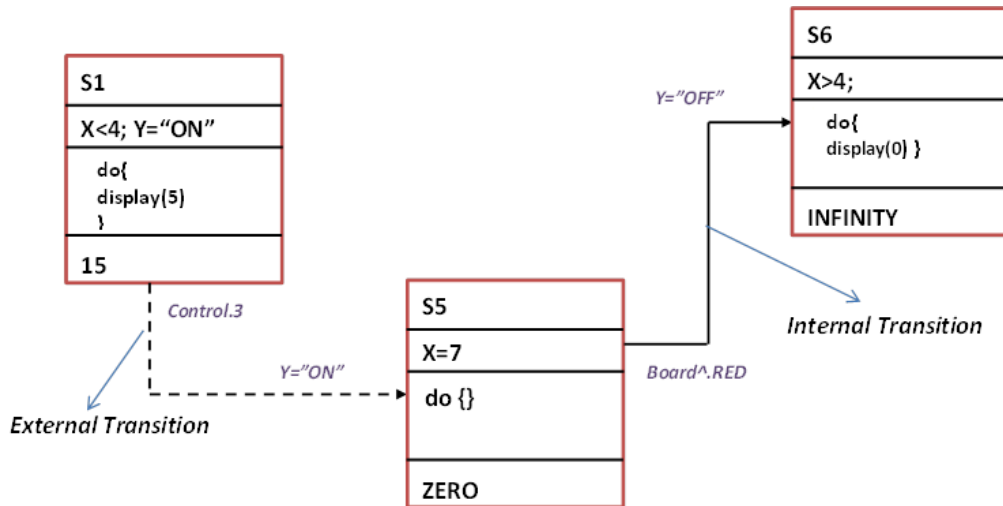 S1
X<4; Y=“ON”
do{
display(5)
}
15
Control.3
Y=”ON”
External Transition
S5
X=7
do {}
ZERO
Board^.RED
Y=”OFF”
Internal Transition
S6
X>4;
do{
display(0) }
INFINITY